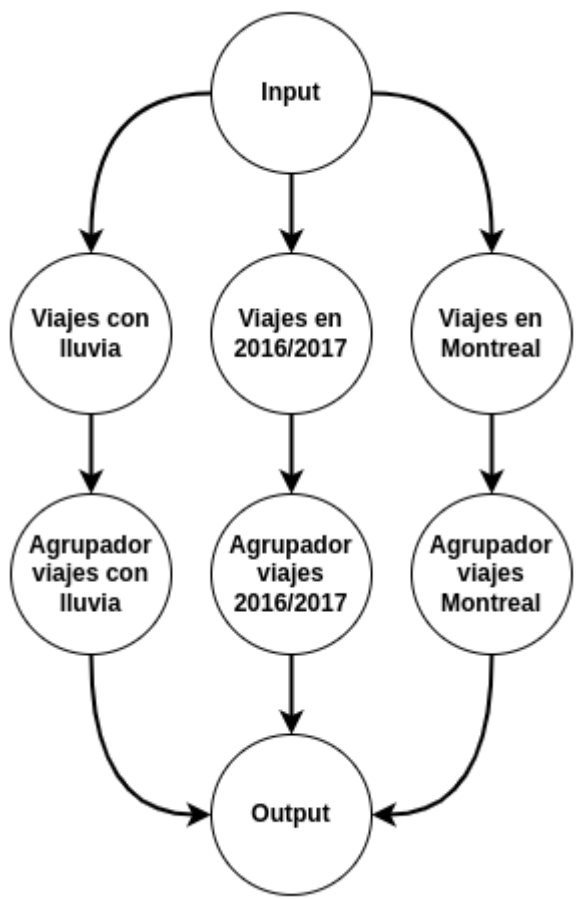 Input
Viajes con
lluvia
Viajes en
2016/2017
Viajes en
Montreal
Agrupador
viajes con
lluvia
Agrupador
viajes
2016/2017
Agrupador
viajes
Montreal
Output